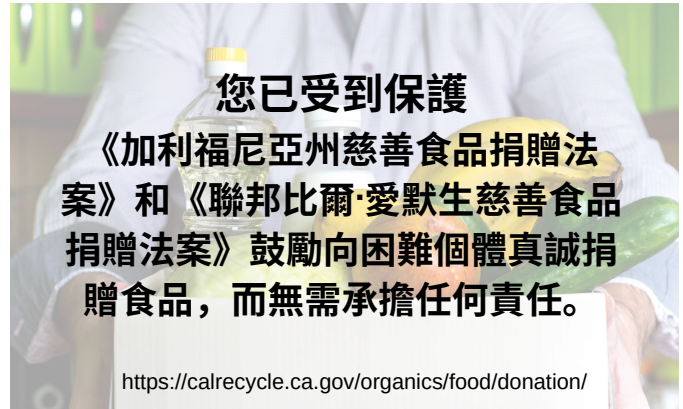 您已受到保護
《加利福尼亞州慈善食品捐贈法
案》和《聯邦比爾·愛默生慈善食品
捐贈法案》鼓勵向困難個體真誠捐
贈食品，而無需承擔任何責任。
https://calrecycle.ca.gov/organics/food/donation/